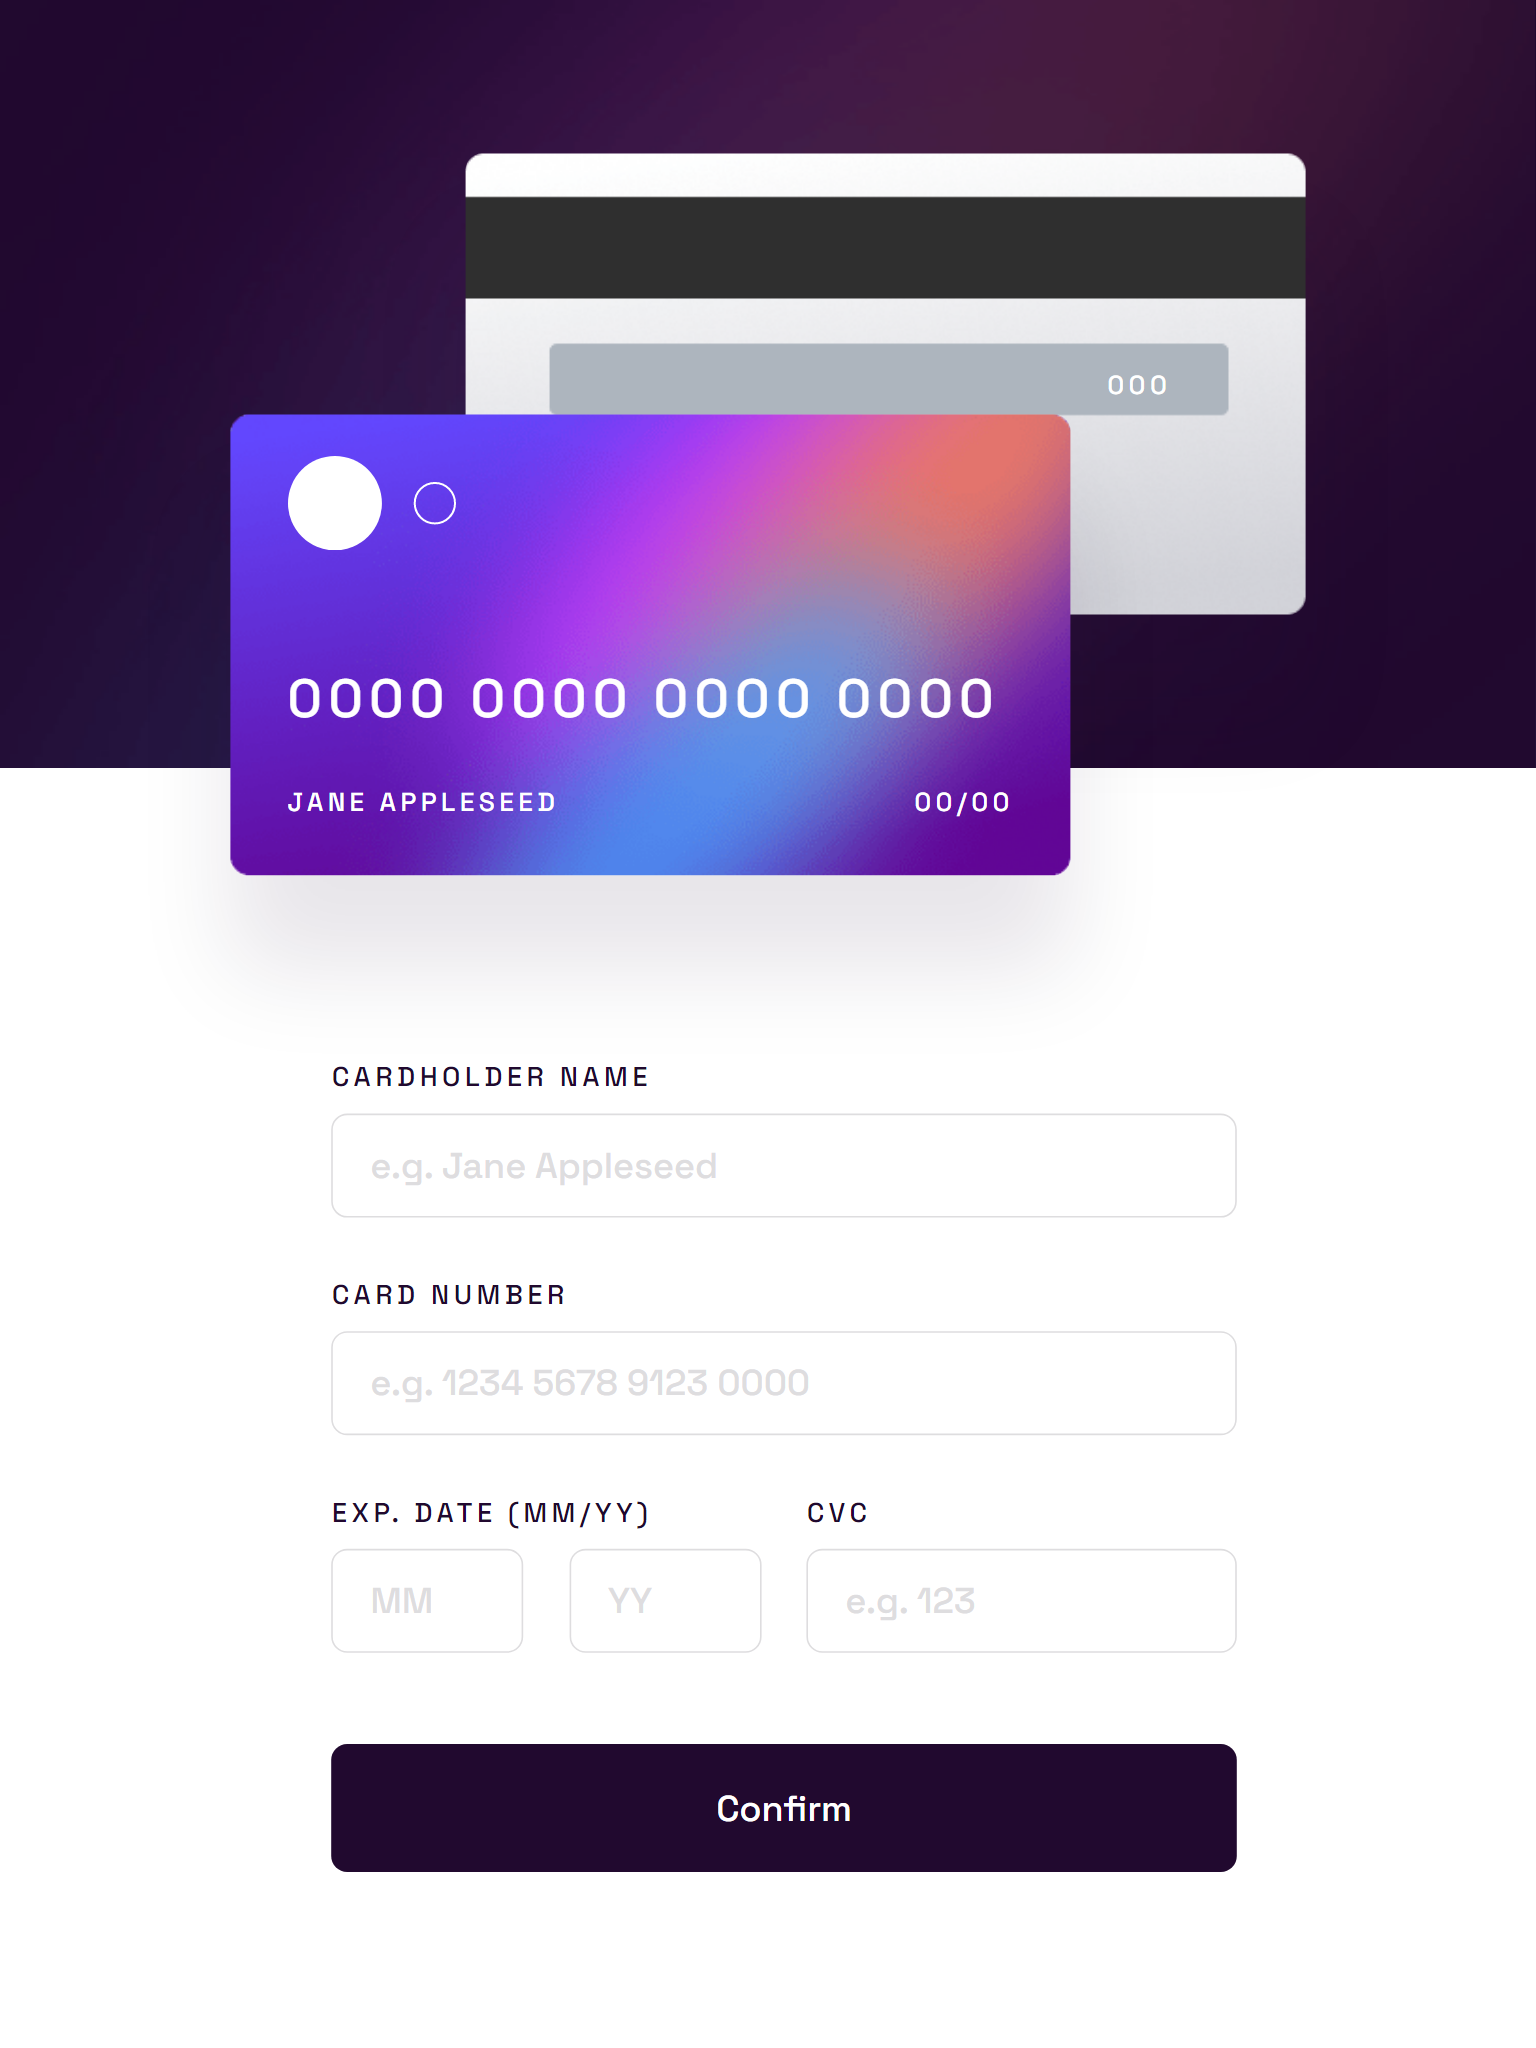 000
0000 0000 0000 0000
JANE APPLESEED 00/00
CARDHOLDER NAME
e.g. Jane Appleseed
CARD NUMBER
e.g. 1234 5678 9123 0000
EXP. DATE (MM/YY) CVC
MM YY e.g. 123
Confirm